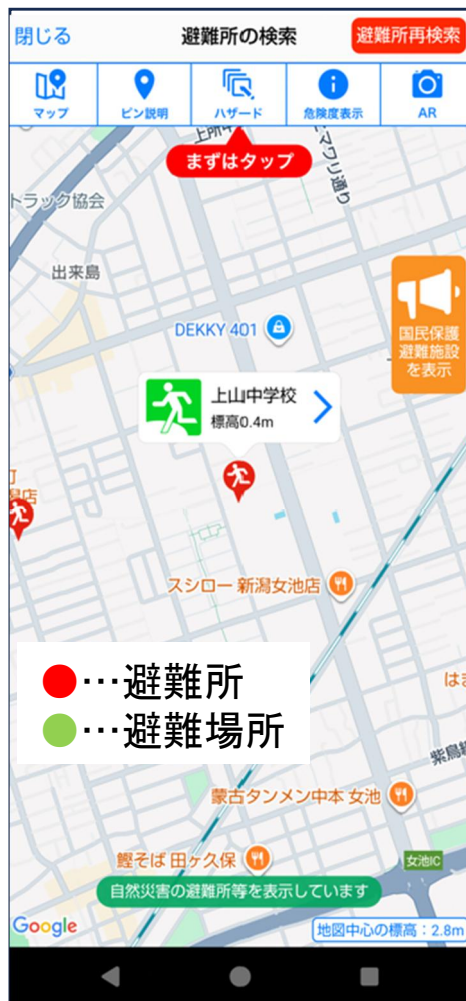 閉じる
避難所の検索
避難所再検索
マップ
ピン説明
ハザード
危険度表示
AR
まずはタップ
マワリ通り
トラック協会
出来島
国民保護
避難施設
を表示
DEKKY 401
上山中学校
標高0.4m
スシロー 新潟女池店
●…避難所
●…避難場所
蒙古タンメン中本 女池
鰹そば 田ヶ久保
女池IC
自然災害の避難所等を表示しています
Google
地図中心の標高：2.8m